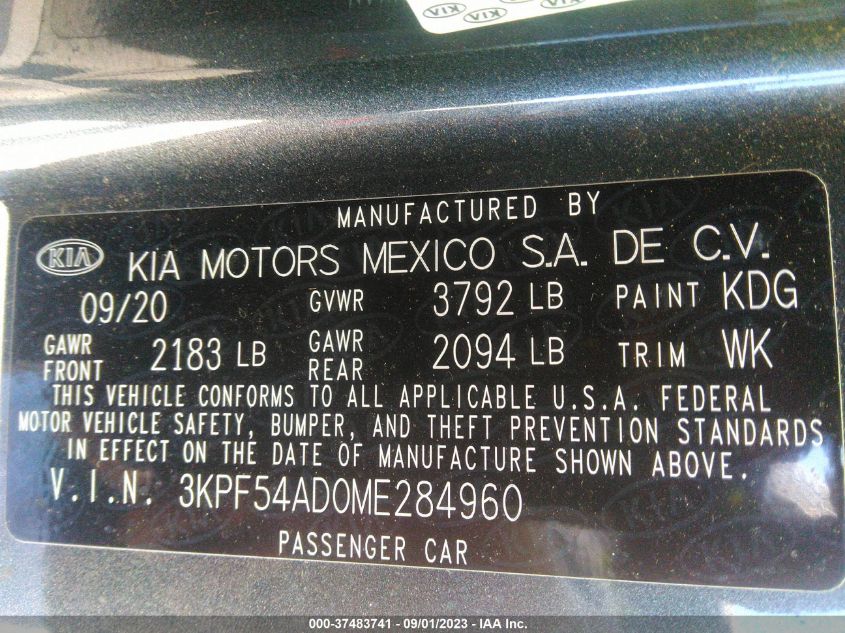 KIA KIA
MANUFACTURED BY
KIA KIA MOTORS MEXICO S.A. DE C.V.
09/20 GVWR 3792 LB PAINT KDG
GAWR FRONT 2183 LB GAWR REAR 2094 LB TRIM WK
THIS VEHICLE CONFORMS TO ALL APPLICABLE U.S.A. FEDERAL
MOTOR VEHICLE SAFETY, BUMPER, AND THEFT PREVENTION STANDARDS
IN EFFECT ON THE DATE OF MANUFACTURE SHOWN ABOVE.
V.I.N. 3KPF54AD0ME284960
PASSENGER CAR
000-37483741 - 09/01/2023 - IAA Inc.